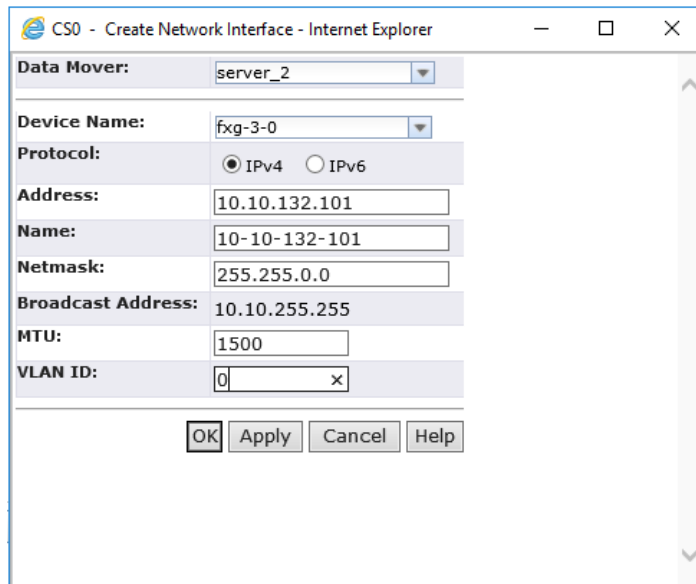 CS0 - Create Network Interface - Internet Explorer
Data Mover: server_2
Device Name: fxg-3-0
Protocol: IPv4 IPv6
Address: 10.10.132.101
Name: 10-10-132-101
Netmask: 255.255.0.0
Broadcast Address: 10.10.255.255
MTU: 1500
VLAN ID: 0
OK Apply Cancel Help